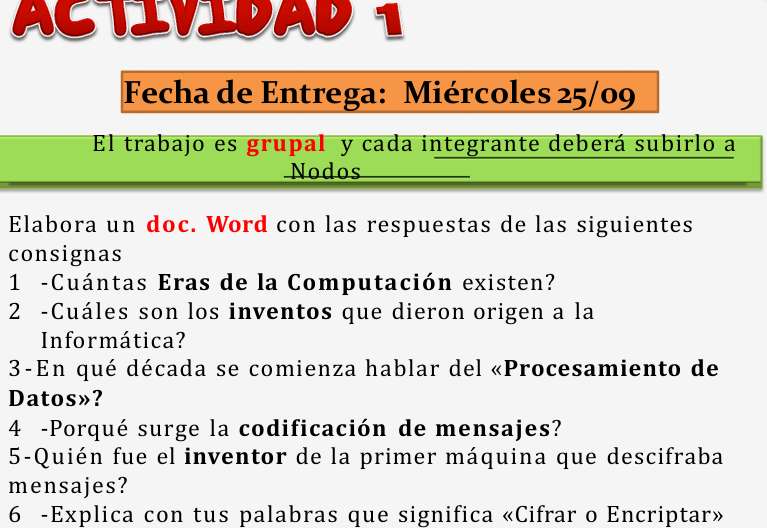 ACTIVIDAD 1
Fecha de Entrega: Miércoles 25/09
El trabajo es grupal y cada integrante deberá subirlo a
Nodos
Elabora un doc. Word con las respuestas de las siguientes
consignas
1 -Cuántas Eras de la Computación existen?
2 -Cuáles son los inventos que dieron origen a la
Informática?
3-En qué década se comienza hablar del «Procesamiento de
Datos»?
4 -Porqué surge la codificación de mensajes?
5-Quién fue el inventor de la primer máquina que descifraba
mensajes?
6 -Explica con tus palabras que significa «Cifrar o Encriptar»